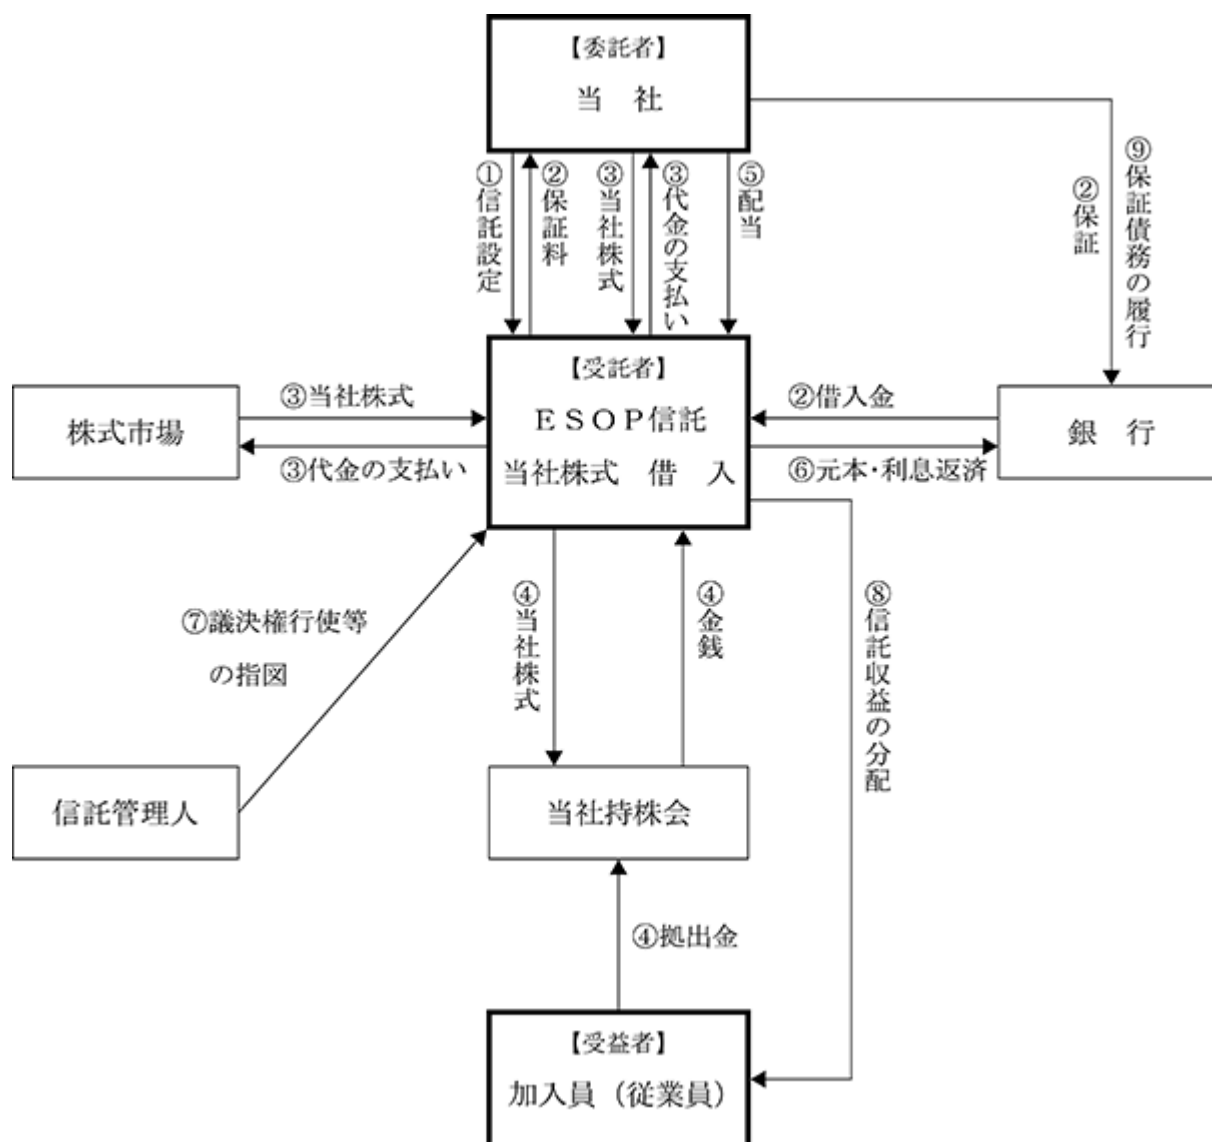 【委託者】
当　社
①信託設定
②保証料
③当社株式
③代金の支払い
⑤配当
②保証
⑨保証債務の履行
【受託者】
ＥＳＯＰ信託
当社株式　借　入
株式市場
③当社株式
③代金の支払い
②借入金
⑥元本・利息返済
銀　行
⑦議決権行使等
の指図
④当社株式
④金銭
⑧信託収益の分配
信託管理人
当社持株会
④拠出金
【受益者】
加入員（従業員）